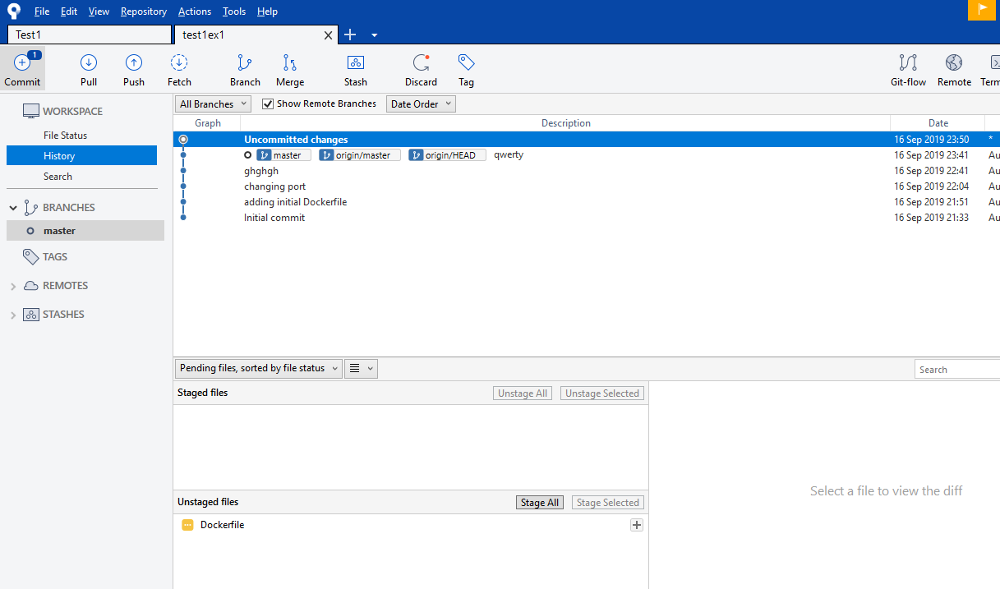 File Edit View Repository Actions Tools Help
Test1 test1ex1
1
Commit Pull Push Fetch Branch Merge Stash Discard Tag Git-flow Remote Term
WORKSPACE
File Status
History
Search
BRANCHES
master
TAGS
REMOTES
STASHES
All Branches Show Remote Branches Date Order
Graph Description Date
Uncommitted changes 16 Sep 2019 23:50 *
master origin/master origin/HEAD qwerty 16 Sep 2019 23:41 Au
ghghgh 16 Sep 2019 22:41 Au
changing port 16 Sep 2019 22:04 Au
adding initial Dockerfile 16 Sep 2019 21:51 Au
Initial commit 16 Sep 2019 21:33 Au
Pending files, sorted by file status Search
Staged files Unstage All Unstage Selected
Unstaged files Stage All Stage Selected
Dockerfile
Select a file to view the diff